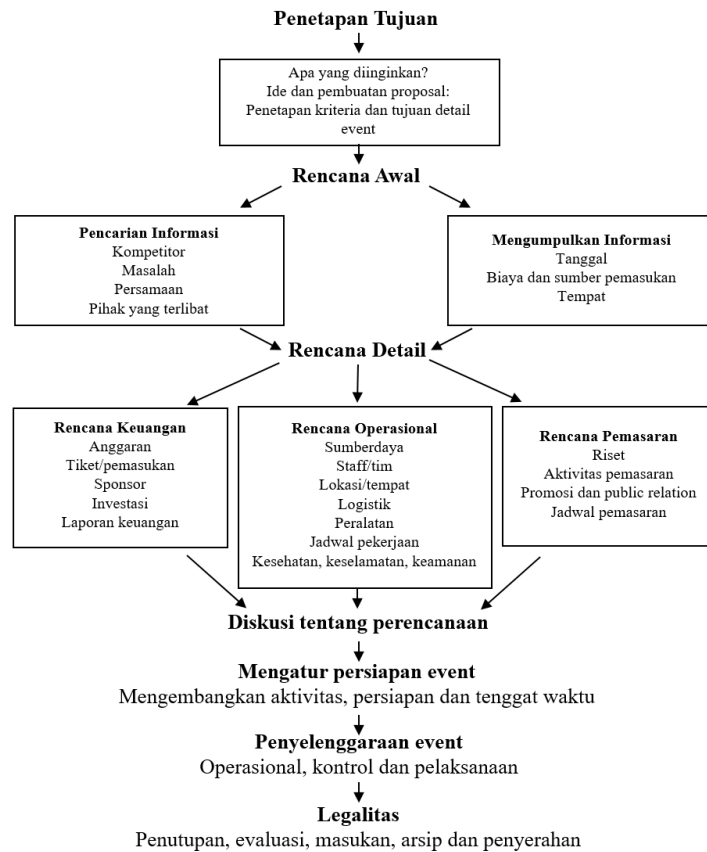 Penetapan Tujuan
Apa yang diinginkan?
Ide dan pembuatan proposal:
Penetapan kriteria dan tujuan detail
event
Rencana Awal
Pencarian Informasi
Kompetitor
Masalah
Persamaan
Pihak yang terlibat
Mengumpulkan Informasi
Tanggal
Biaya dan sumber pemasukan
Tempat
Rencana Detail
Rencana Keuangan
Anggaran
Tiket/pemasukan
Sponsor
Investasi
Laporan keuangan
Rencana Operasional
Sumberdaya
Staff/tim
Lokasi/tempat
Logistik
Peralatan
Jadwal pekerjaan
Kesehatan, keselamatan, keamanan
Rencana Pemasaran
Riset
Aktivitas pemasaran
Promosi dan public relation
Jadwal pemasaran
Diskusi tentang perencanaan
Mengatur persiapan event
Mengembangkan aktivitas, persiapan dan tenggat waktu
Penyelenggaraan event
Operasional, kontrol dan pelaksanaan
Legalitas
Penutupan, evaluasi, masukan, arsip dan penyerahan